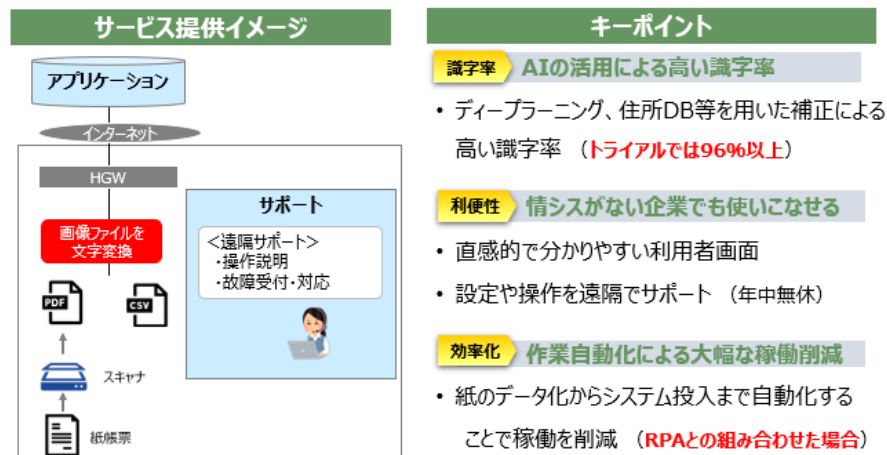 サービス提供イメージ
アプリケーション
インターネット
HGW
画像ファイルを
文字変換
PDF
CSV
スキャナ
紙帳票
サポート
<遠隔サポート>
・操作説明
・故障受付・対応
キーポイント
識字率 AIの活用による高い識字率
• ディープラーニング、住所DB等を用いた補正による
高い識字率 (トライアルでは96%以上)
利便性 情シスがない企業でも使いこなせる
• 直感的で分かりやすい利用者画面
• 設定や操作を遠隔でサポート (年中無休)
効率化 作業自動化による大幅な稼働削減
• 紙のデータ化からシステム投入まで自動化する
ことで稼働を削減 (RPAとの組み合わせた場合)